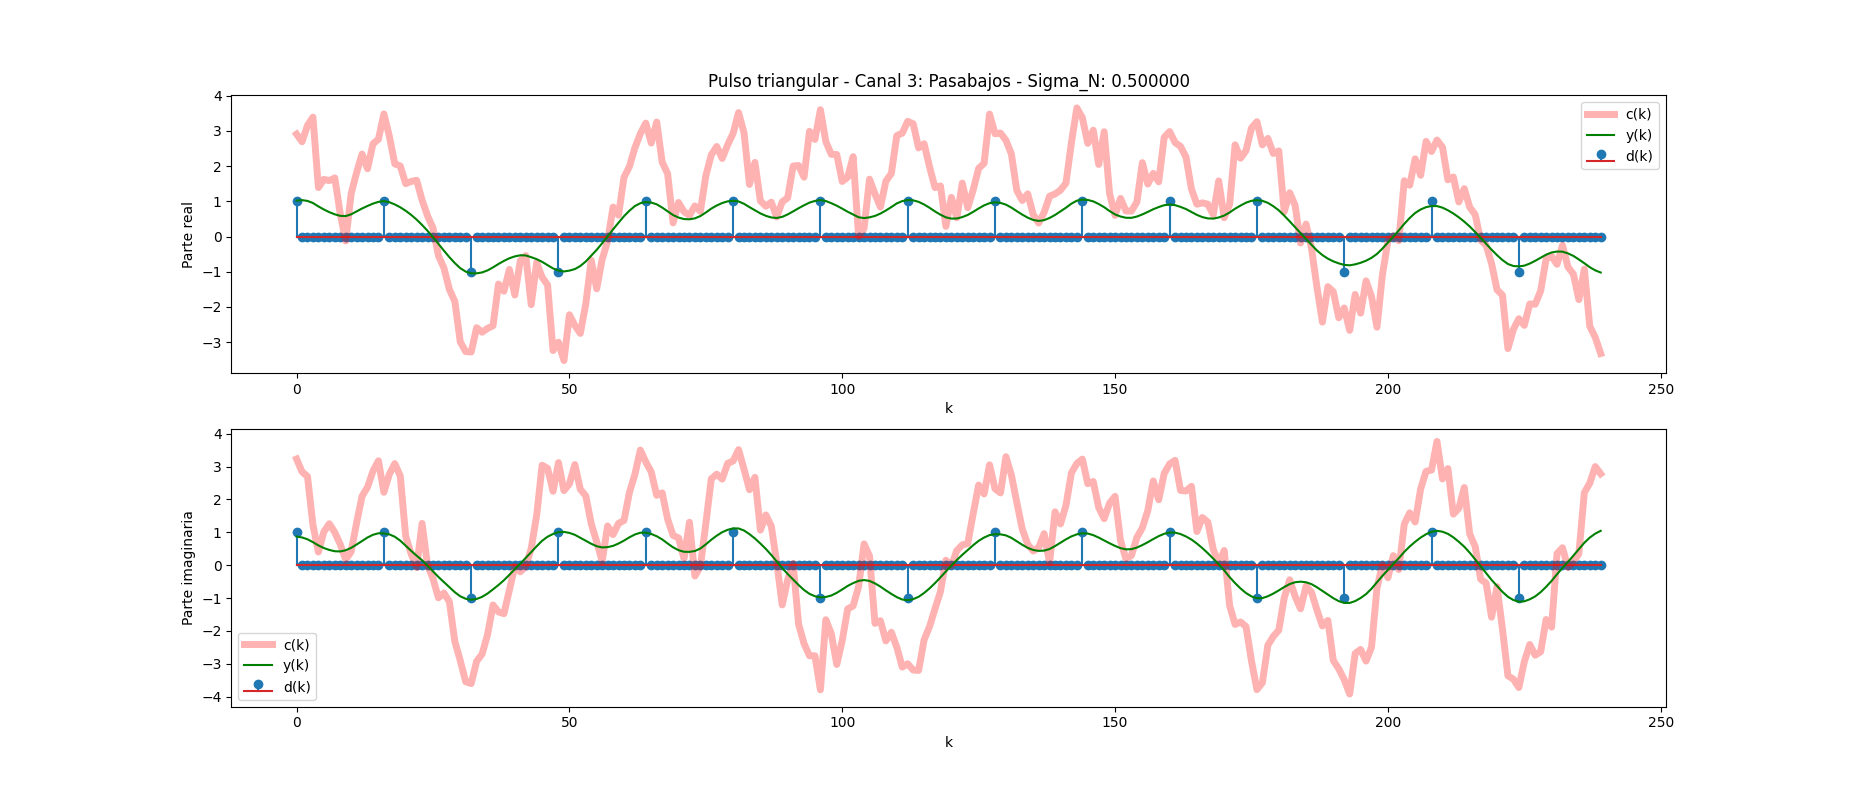 Pulso triangular - Canal 3: Pasabajos - Sigma_N: 0.500000
Parte real
4
3
2
1
0
−1
−2
−3
c(k)
y(k)
d(k)
0 50 100 150 200 250
k
Parte imaginaria
4
3
2
1
0
−1
−2
−3
−4
c(k)
y(k)
d(k)
0 50 100 150 200 250
k